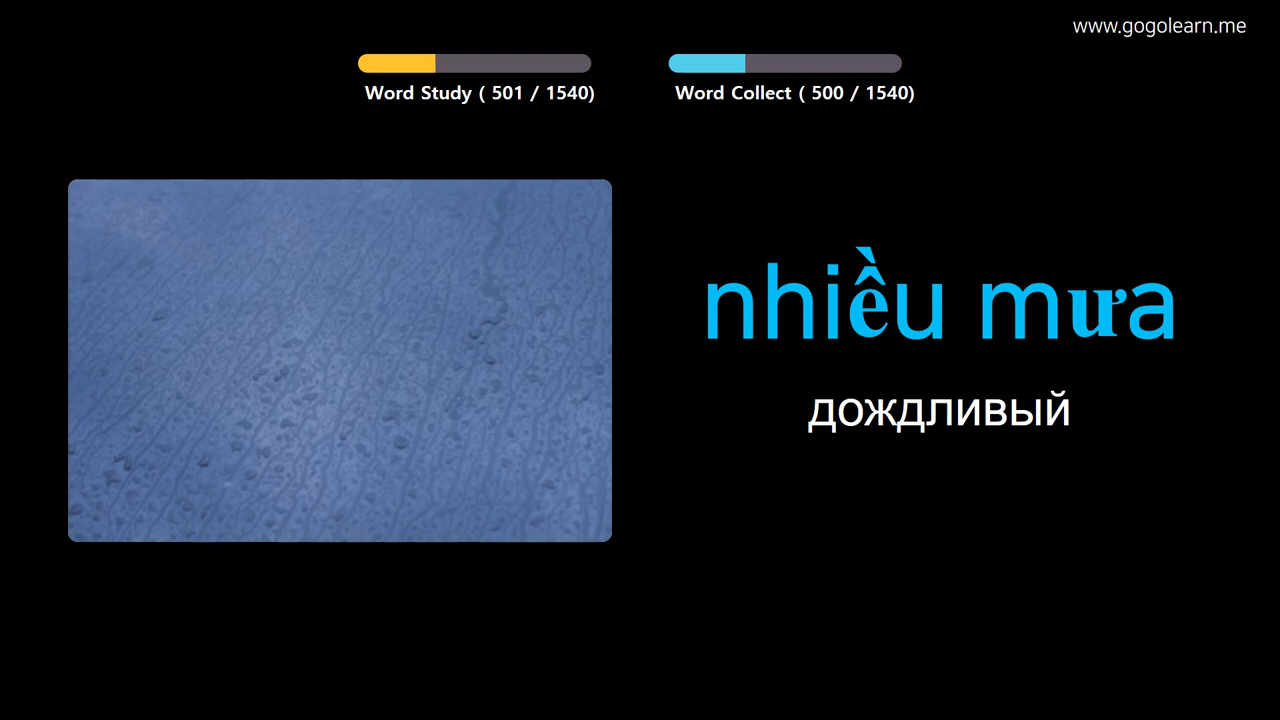 www.gogolearn.me
Word Study ( 501 / 1540)
Word Collect ( 500 / 1540)
nhiều mưa
дождливый